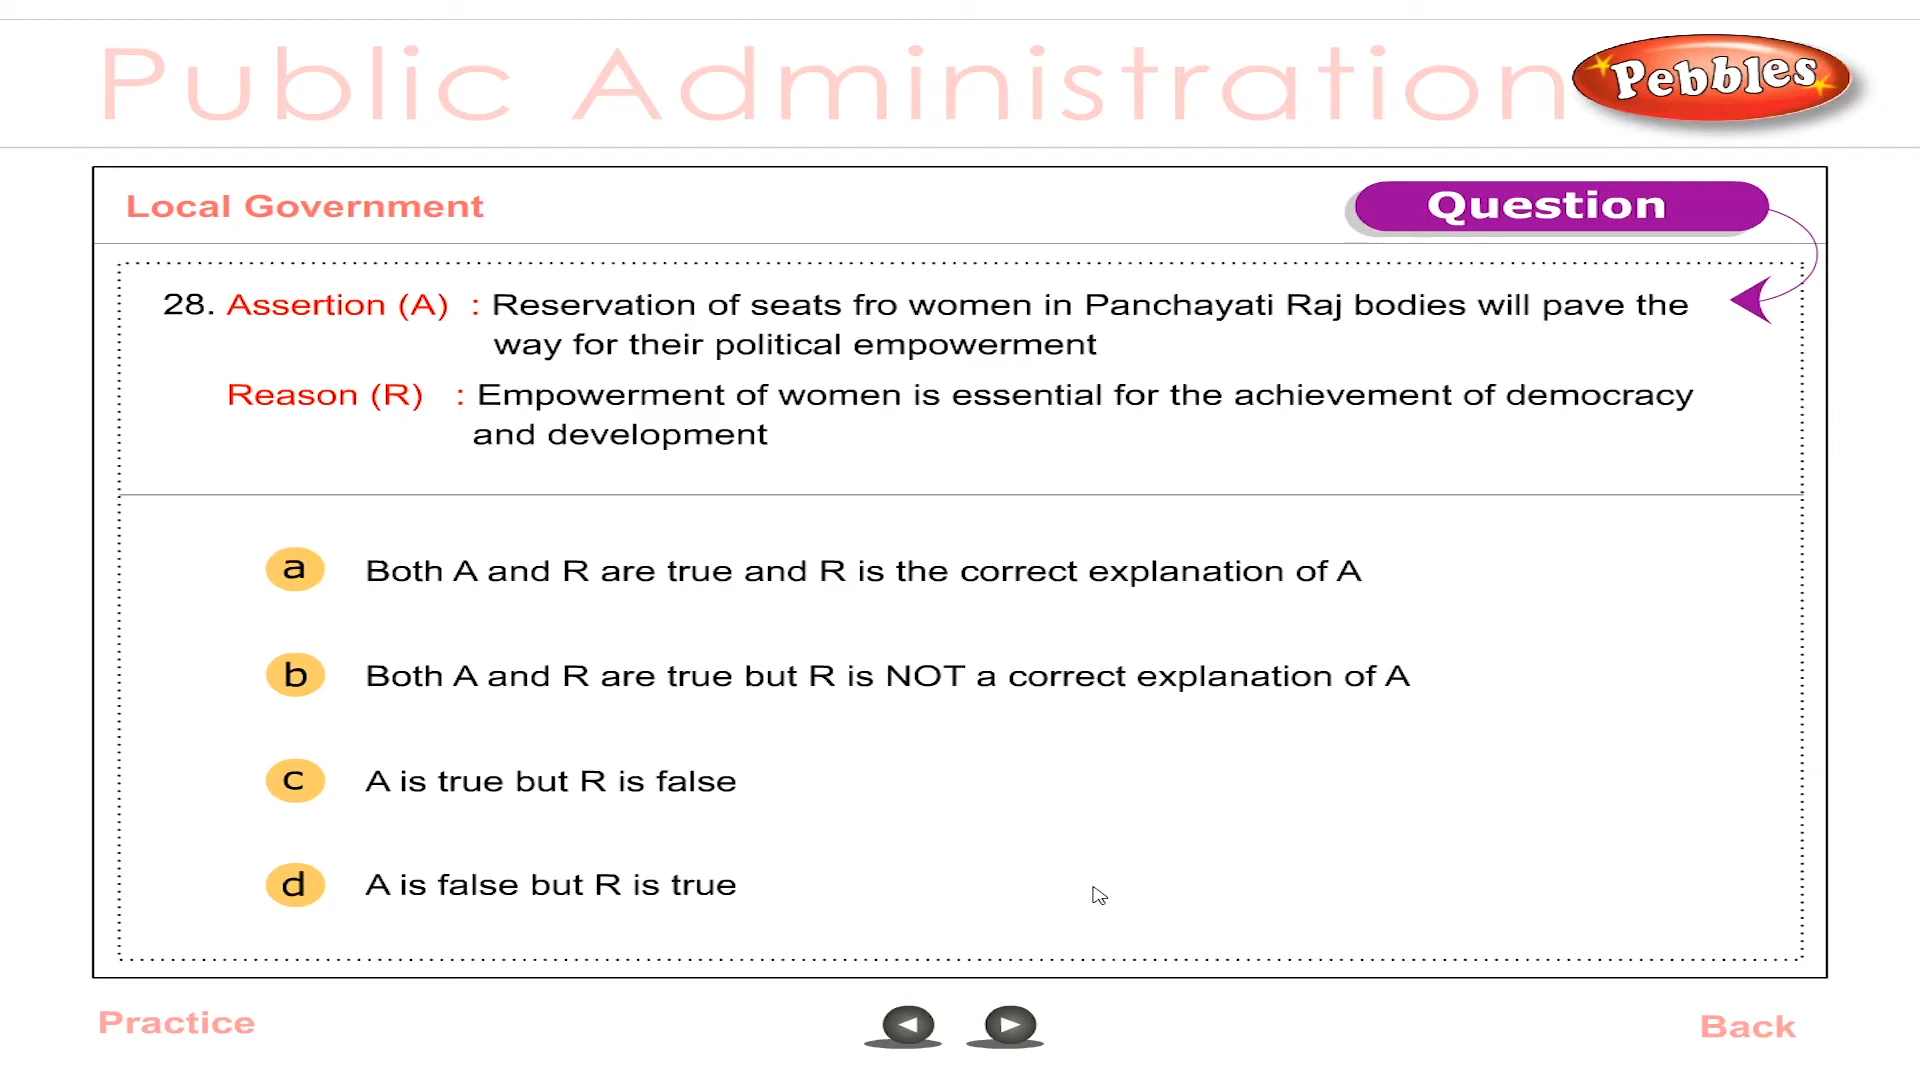 Public Administration
Pebbles
Local Government
Question
28. Assertion (A) : Reservation of seats fro women in Panchayati Raj bodies will pave the
way for their political empowerment
Reason (R) : Empowerment of women is essential for the achievement of democracy
and development
a Both A and R are true and R is the correct explanation of A
b Both A and R are true but R is NOT a correct explanation of A
c A is true but R is false
d A is false but R is true
Practice
Back